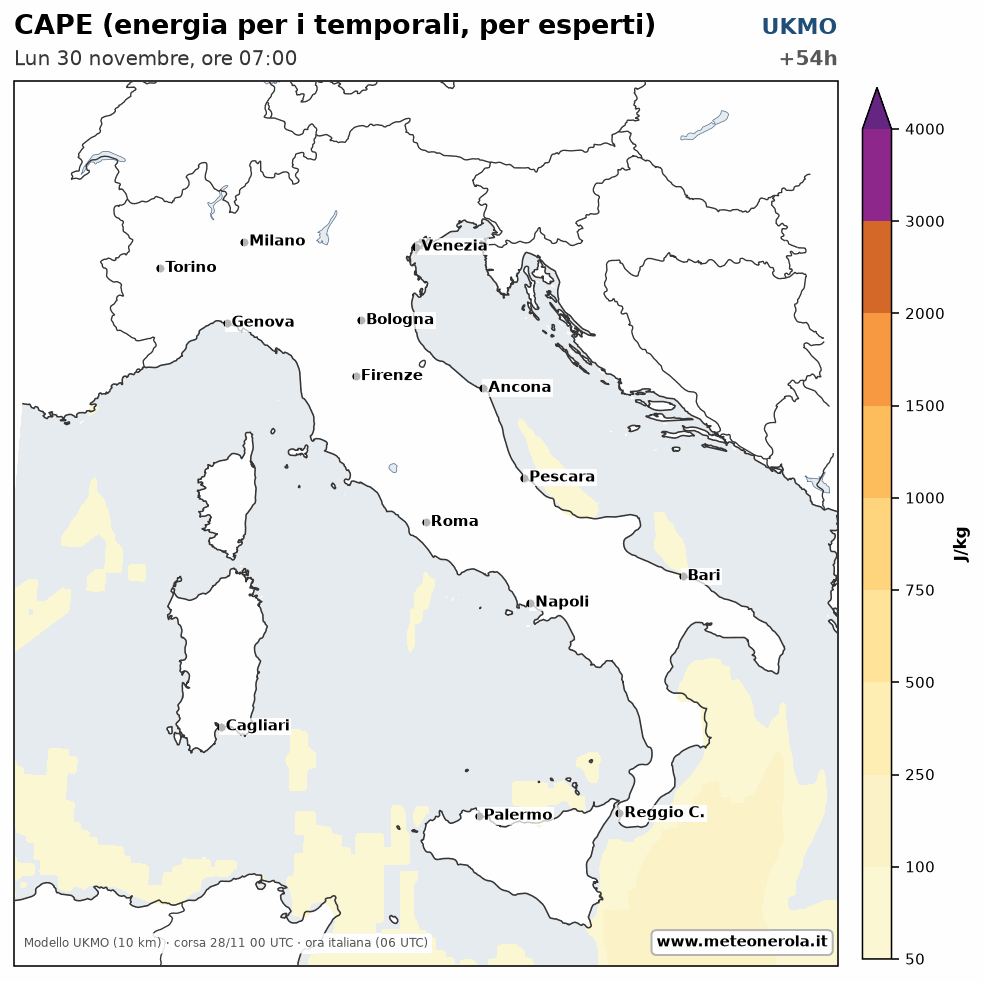 CAPE (energia per i temporali, per esperti)
UKMO
Lun 30 novembre, ore 07:00
+54h
4000
3000
2000
1500
1000
750
500
250
100
50
J/kg
Milano
Venezia
Torino
Genova
Bologna
Firenze
Ancona
Pescara
Roma
Bari
Napoli
Cagliari
Palermo
Reggio C.
Modello UKMO (10 km) · corsa 28/11 00 UTC · ora italiana (06 UTC)
www.meteonerola.it